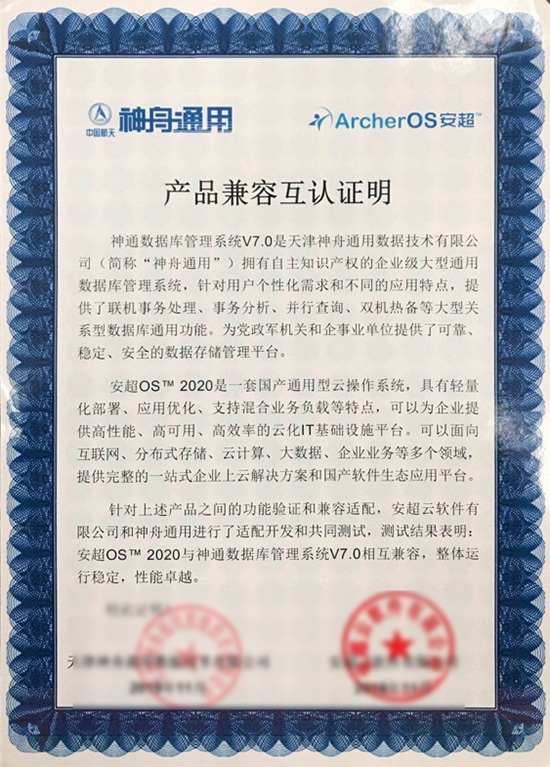 中国航天 神舟通用
ArcherOS安超™
产品兼容互认证明
神通数据库管理系统V7.0是天津神舟通用数据技术有限公
司（简称“神舟通用”）拥有自主知识产权的企业级大型通用
数据库管理系统，针对用户个性化需求和不同的应用特点，提
供了联机事务处理、事务分析、并行查询、双机热备等大型关
系型数据库通用功能。为党政军机关和企事业单位提供了可靠、
稳定、安全的数据存储管理平台。
安超OS™ 2020是一套国产通用型云操作系统，具有轻量
化部署、应用优化、支持混合业务负载等特点，可以为企业提
供高性能、高可用、高效率的云化IT基础设施平台。可以面向
互联网、分布式存储、云计算、大数据、企业业务等多个领域，
提供完整的一站式企业上云解决方案和国产软件生态应用平台。
针对上述产品之间的功能验证和兼容适配，安超云软件有
限公司和神舟通用进行了适配开发和共同测试，测试结果表明：
安超OS™ 2020与神通数据库管理系统V7.0相互兼容，整体运
行稳定，性能卓越。